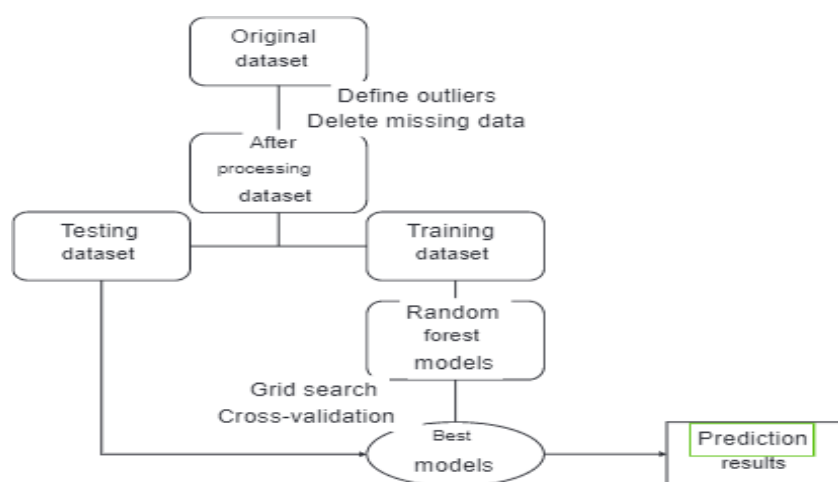 Original
dataset
Define outliers
Delete missing data
After
processing
dataset
Testing
dataset
Training
dataset
Random
forest
models
Grid search
Cross-validation
Best
models
Prediction
results